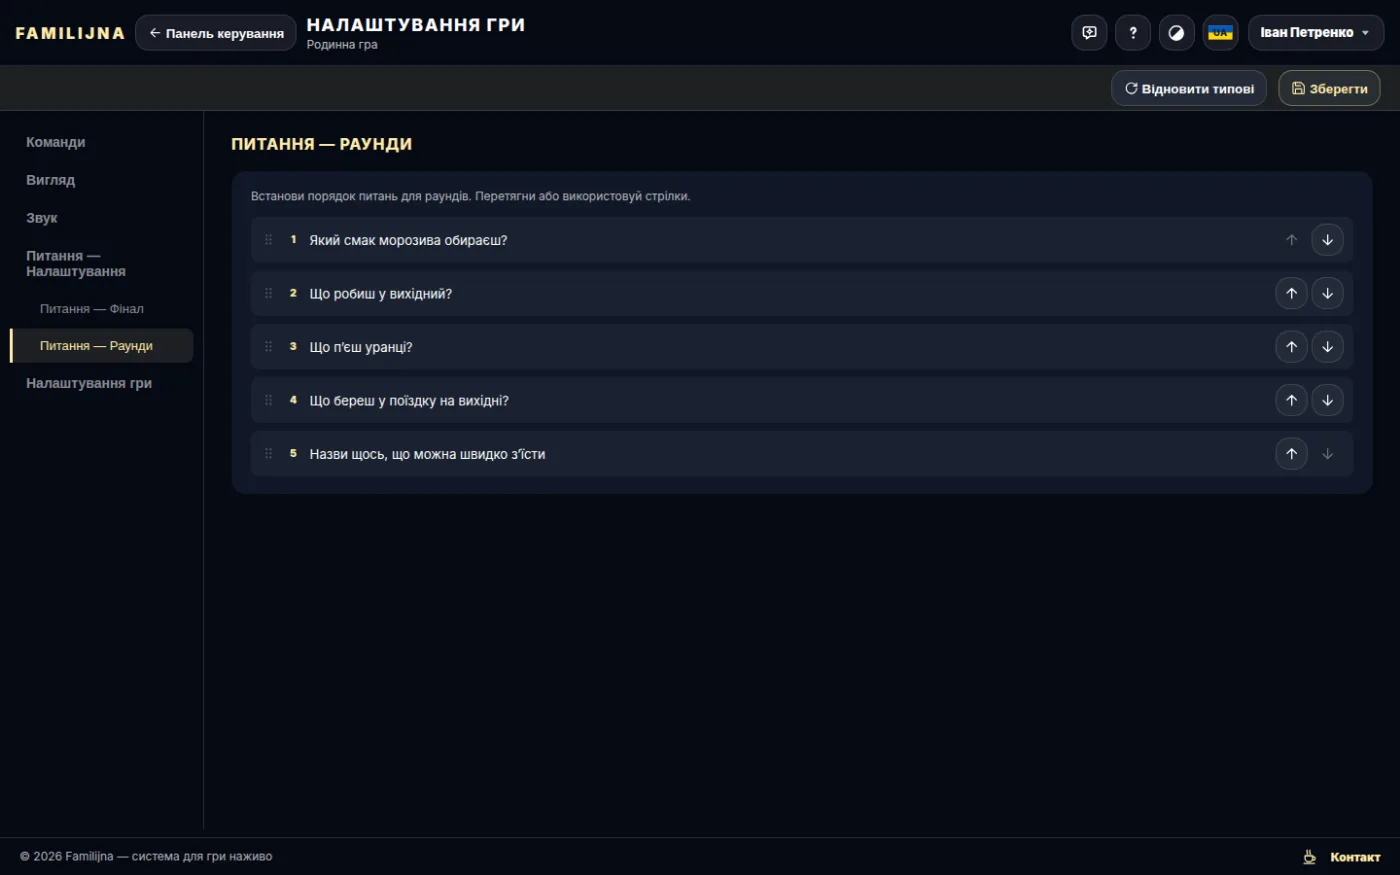 FAMILIJNA
← Панель керування
НАЛАШТУВАННЯ ГРИ
Родинна гра
?
UA
Іван Петренко
Відновити типові
Зберегти
Команди
Вигляд
Звук
Питання —
Налаштування
Питання — Фінал
Питання — Раунди
Налаштування гри
ПИТАННЯ — РАУНДИ
Встанови порядок питань для раундів. Перетягни або використовуй стрілки.
1 Який смак морозива обираєш?
2 Що робиш у вихідний?
3 Що п'єш уранці?
4 Що береш у поїздку на вихідні?
5 Назви щось, що можна швидко з'їсти
© 2026 Familijna — система для гри наживо
Контакт